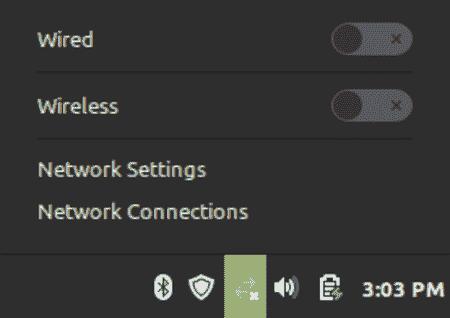 Wired
Wireless
Network Settings
Network Connections
3:03 PM